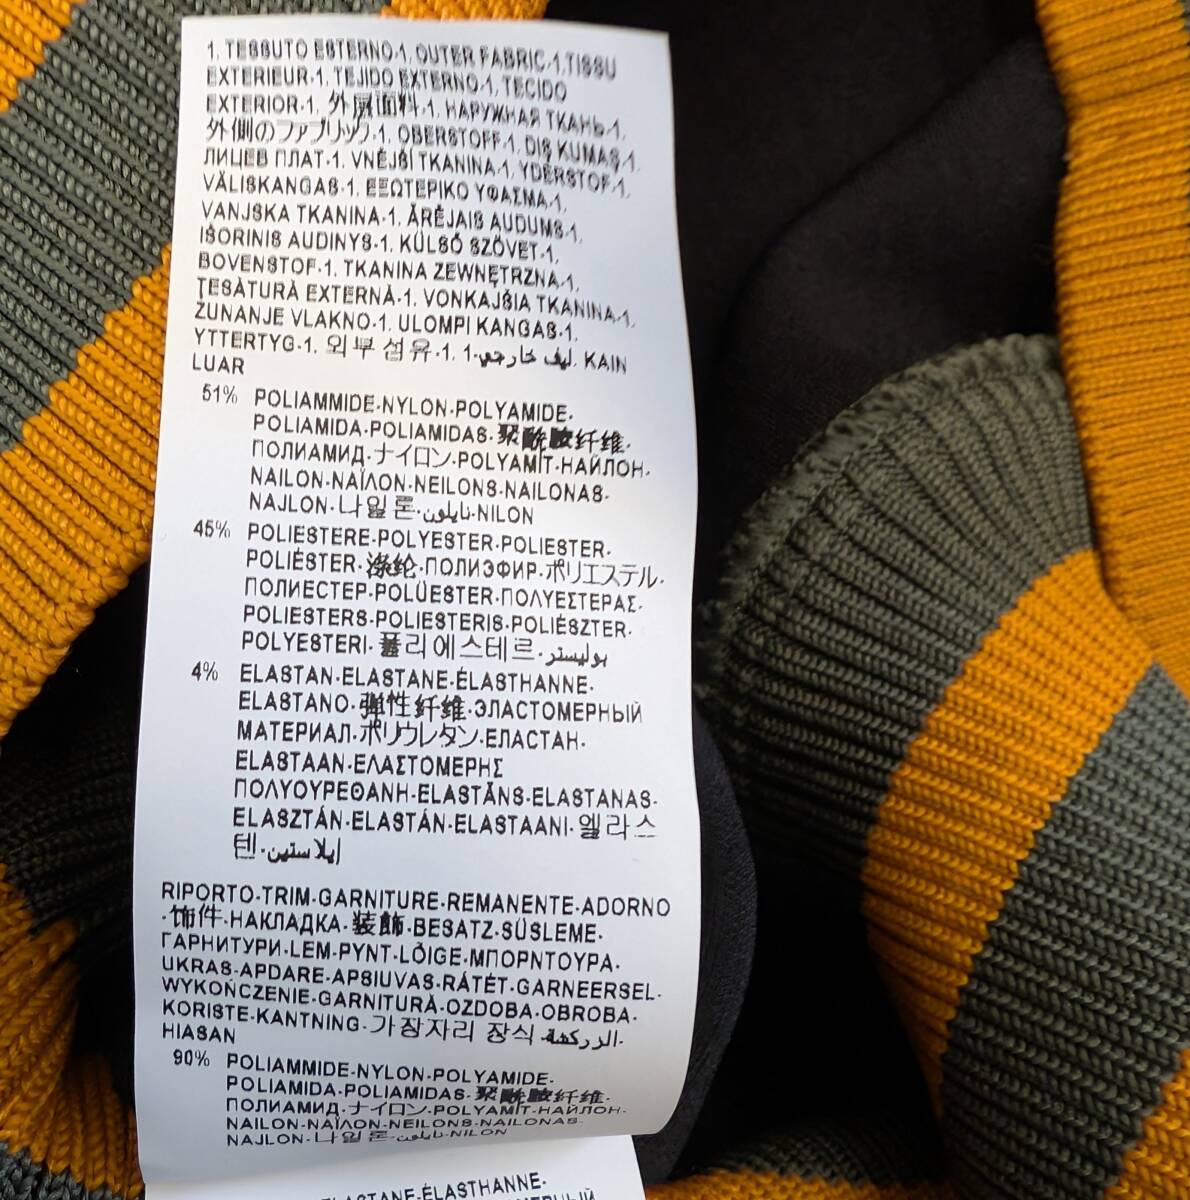 1. TESSUTO ESTERNO·1. OUTER FABRIC·1.TISSU
EXTERIEUR·1. TEJIDO EXTERNO·1. TECIDO
EXTERIOR·1. 外层面料·1. НАРУЖНАЯ ТКАНЬ·1.
外側のファブリック·1. OBERSTOFF·1. DIŞ KUMAŞ·1.
ЛИЦЕВ ПЛАТ·1. VNĚJŠÍ TKANINA·1. YDERSTOF·1.
VÄLISKANGAS·1. ΕΞΩΤΕΡΙΚΟ ΥΦΑΣΜΑ·1.
VANJSKA TKANINA·1. ĀRĒJAIS AUDUMS·1.
IŠORINIS AUDINYS·1. KÜLSŐ SZÖVET·1.
BOVENSTOF·1. TKANINA ZEWNĘTRZNA·1.
ŢESĂTURĂ EXTERNĂ·1. VONKAJŠIA TKANINA·1.
ZUNANJE VLAKNO·1. ULOMPI KANGAS·1.
YTTERTYG·1. 외부 섬유·1. 1·ليف خارجي. KAIN
LUAR
51% POLIAMMIDE·NYLON·POLYAMIDE·
POLIAMIDA·POLIAMIDAS·聚酰胺纤维·
ПОЛИАМИД·ナイロン·POLYAMİT·НАЙЛОН·
NAILON·ΝΑΪΛΟΝ·NEILONS·NAILONAS·
NAJLON·나일론·نايلون·NILON
45% POLIESTERE·POLYESTER·POLIESTER·
POLIÉSTER·涤纶·ПОЛИЭФИР·ポリエステル·
ПОЛИЕСТЕР·POLÜESTER·ΠΟΛΥΕΣΤΕΡΑΣ·
POLIESTERS·POLIESTERIS·POLIÉSZTER·
POLYESTERI·폴리에스테르·بوليستر
4% ELASTAN·ELASTANE·ÉLASTHANNE·
ELASTANO·弹性纤维·ЭЛАСТОМЕРНЫЙ
МАТЕРИАЛ·ポリウレタン·ЕЛАСТАН·
ELASTAAN·ΕΛΑΣΤΟΜΕΡΗΣ
ΠΟΛΥΟΥΡΕΘΑΝΗ·ELASTĀNS·ELASTANAS·
ELASZTÁN·ELASTÁN·ELASTAANI·엘라스
텐·إيلاستين
RIPORTO·TRIM·GARNITURE·REMANENTE·ADORNO
·饰件·НАКЛАДКА·装飾·BESATZ·SÜSLEME·
ГАРНИТУРИ·LEM·PYNT·LÕIGE·ΜΠΟΡΝΤΟΥΡΑ·
UKRAS·APDARE·APSIUVAS·RÁTÉT·GARNEERSEL·
WYKOŃCZENIE·GARNITURĂ·OZDOBA·OBROBA·
KORISTE·KANTNING·가장자리 장식·الزركشة·
HIASAN
90% POLIAMMIDE·NYLON·POLYAMIDE·
POLIAMIDA·POLIAMIDAS·聚酰胺纤维·
ПОЛИАМИД·ナイロン·POLYAMİT·НАЙЛОН·
NAILON·ΝΑΪΛΟΝ·NEILONS·NAILONAS·
NAJLON·나일론·نايلون·NILON
ÉLASTHANNE·